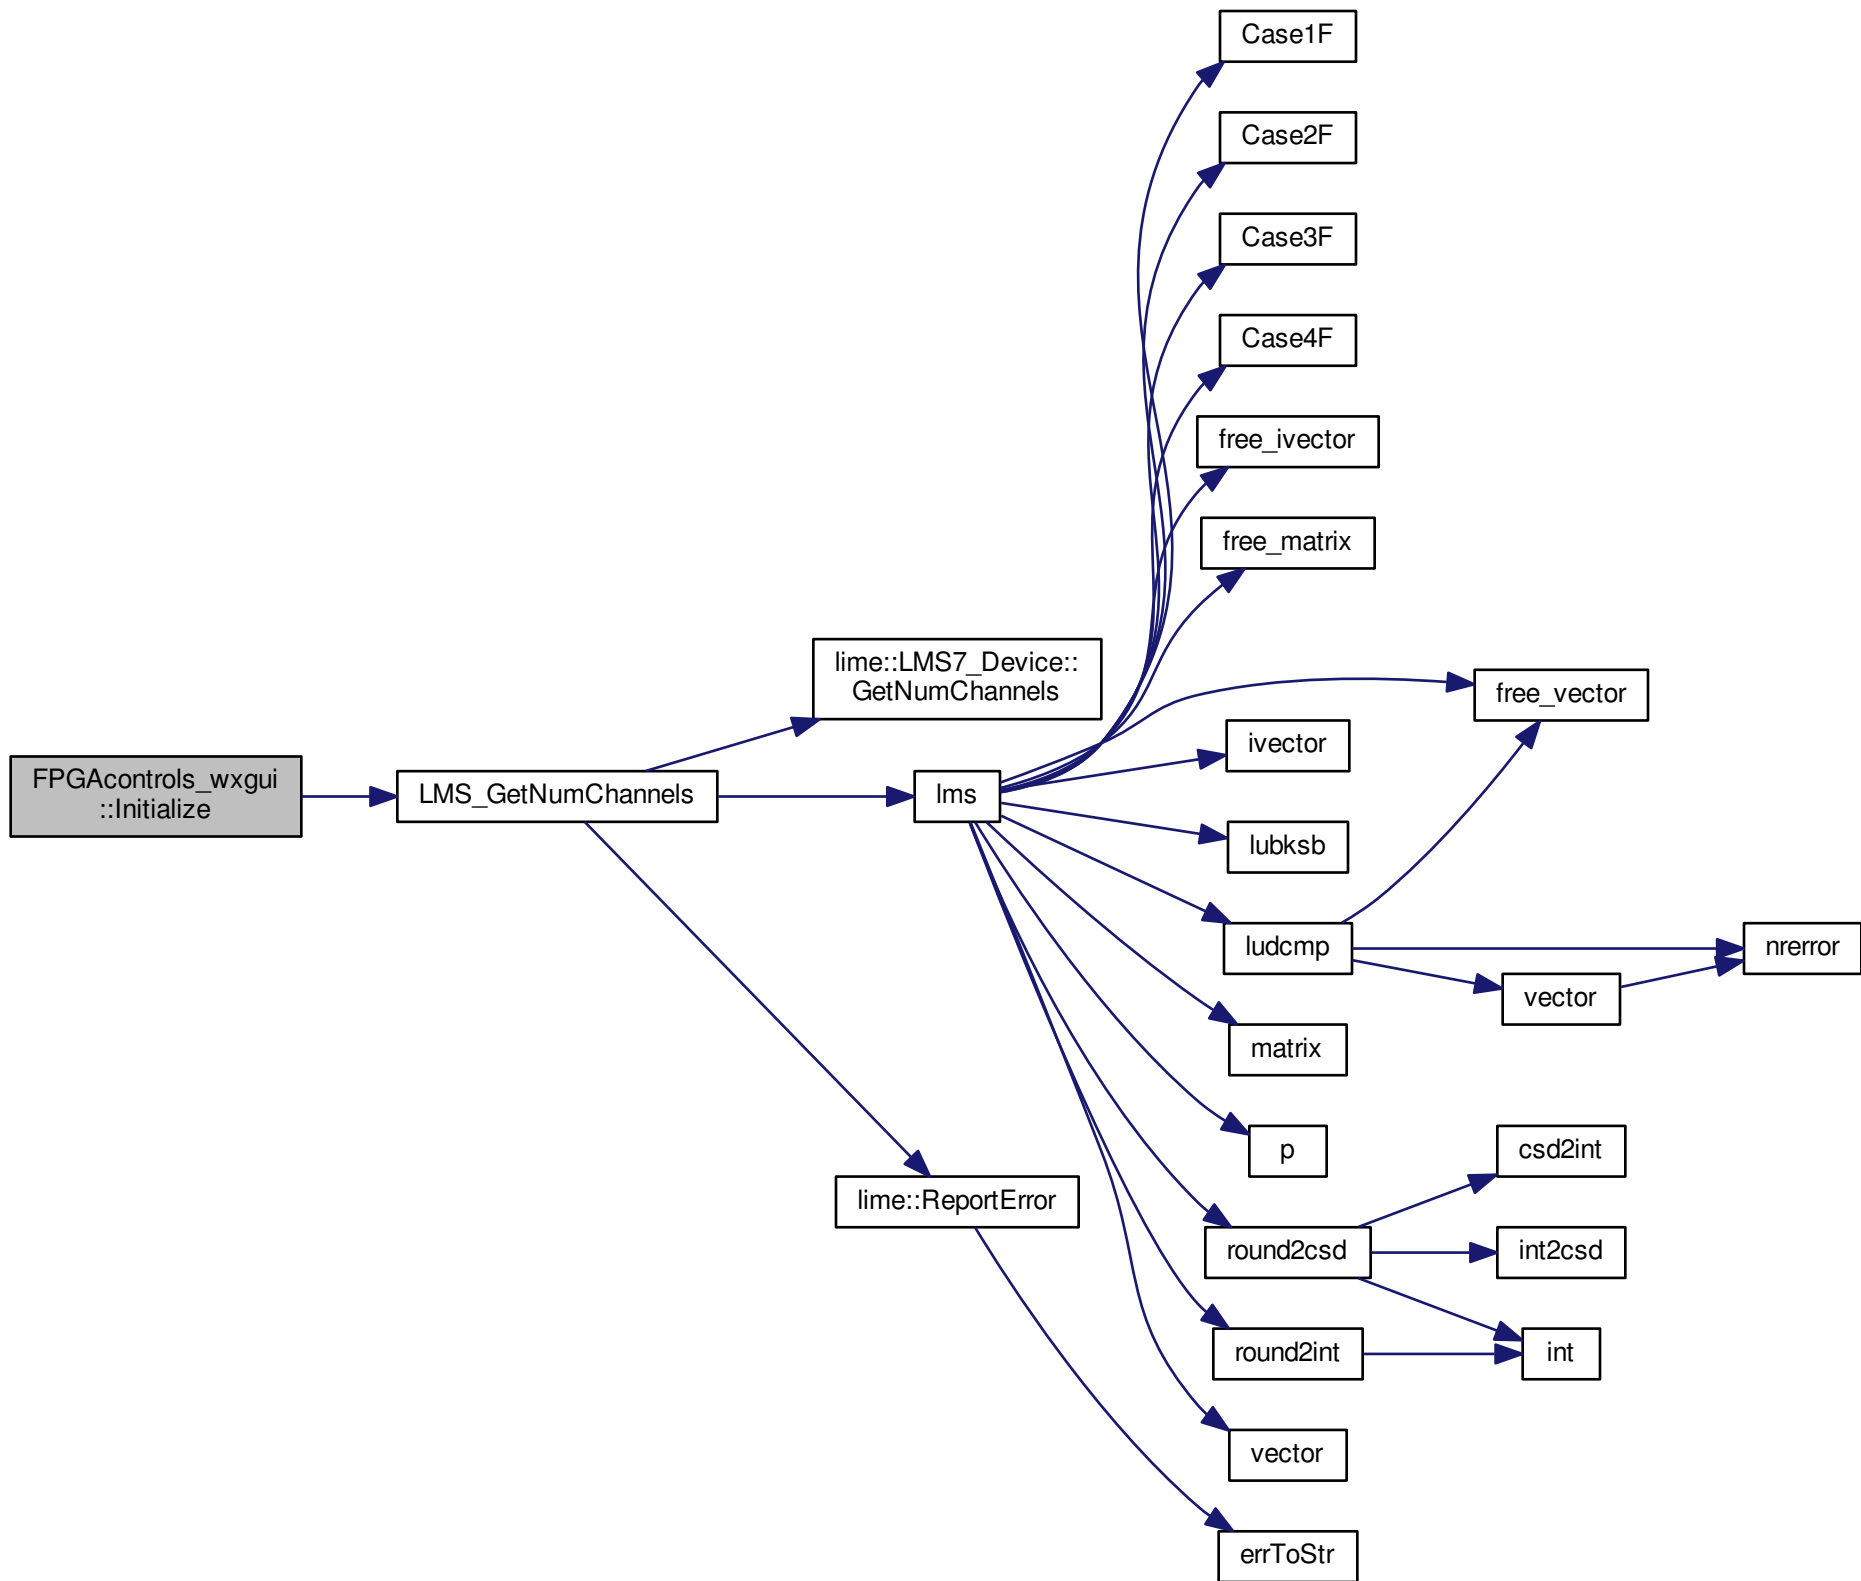 Case1F
Case2F
Case3F
Case4F
free_ivector
free_matrix
lime::LMS7_Device::
GetNumChannels
free_vector
ivector
FPGAcontrols_wxgui
::Initialize
LMS_GetNumChannels
lms
lubksb
ludcmp
nrerror
vector
matrix
p
csd2int
lime::ReportError
round2csd
int2csd
round2int
int
vector
errToStr